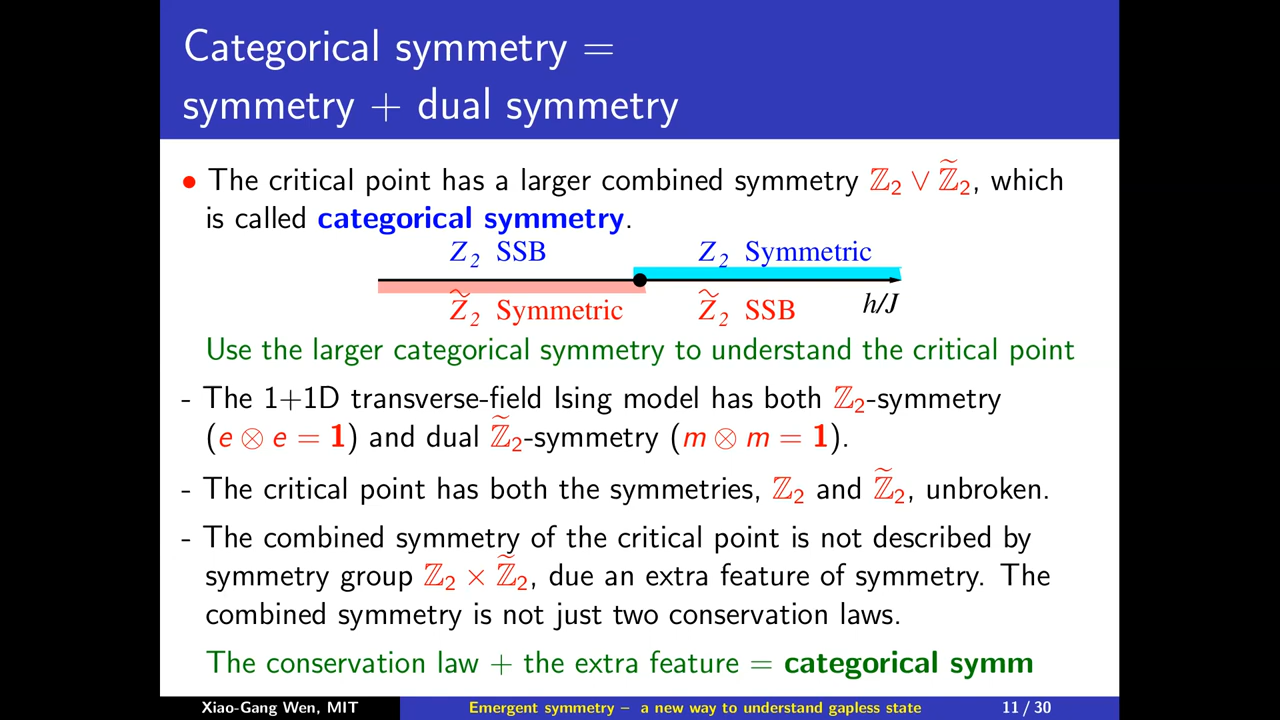 Categorical symmetry =
symmetry + dual symmetry
• The critical point has a larger combined symmetry ℤ₂ ∨ ℤ̃₂, which
is called categorical symmetry.
Z₂ SSB Z₂ Symmetric
Z̃₂ Symmetric Z̃₂ SSB h/J
Use the larger categorical symmetry to understand the critical point
- The 1+1D transverse-field Ising model has both ℤ₂-symmetry
(e ⊗ e = 1) and dual ℤ̃₂-symmetry (m ⊗ m = 1).
- The critical point has both the symmetries, ℤ₂ and ℤ̃₂, unbroken.
- The combined symmetry of the critical point is not described by
symmetry group ℤ₂ × ℤ̃₂, due an extra feature of symmetry. The
combined symmetry is not just two conservation laws.
The conservation law + the extra feature = categorical symm
Xiao-Gang Wen, MIT Emergent symmetry – a new way to understand gapless state 11 / 30